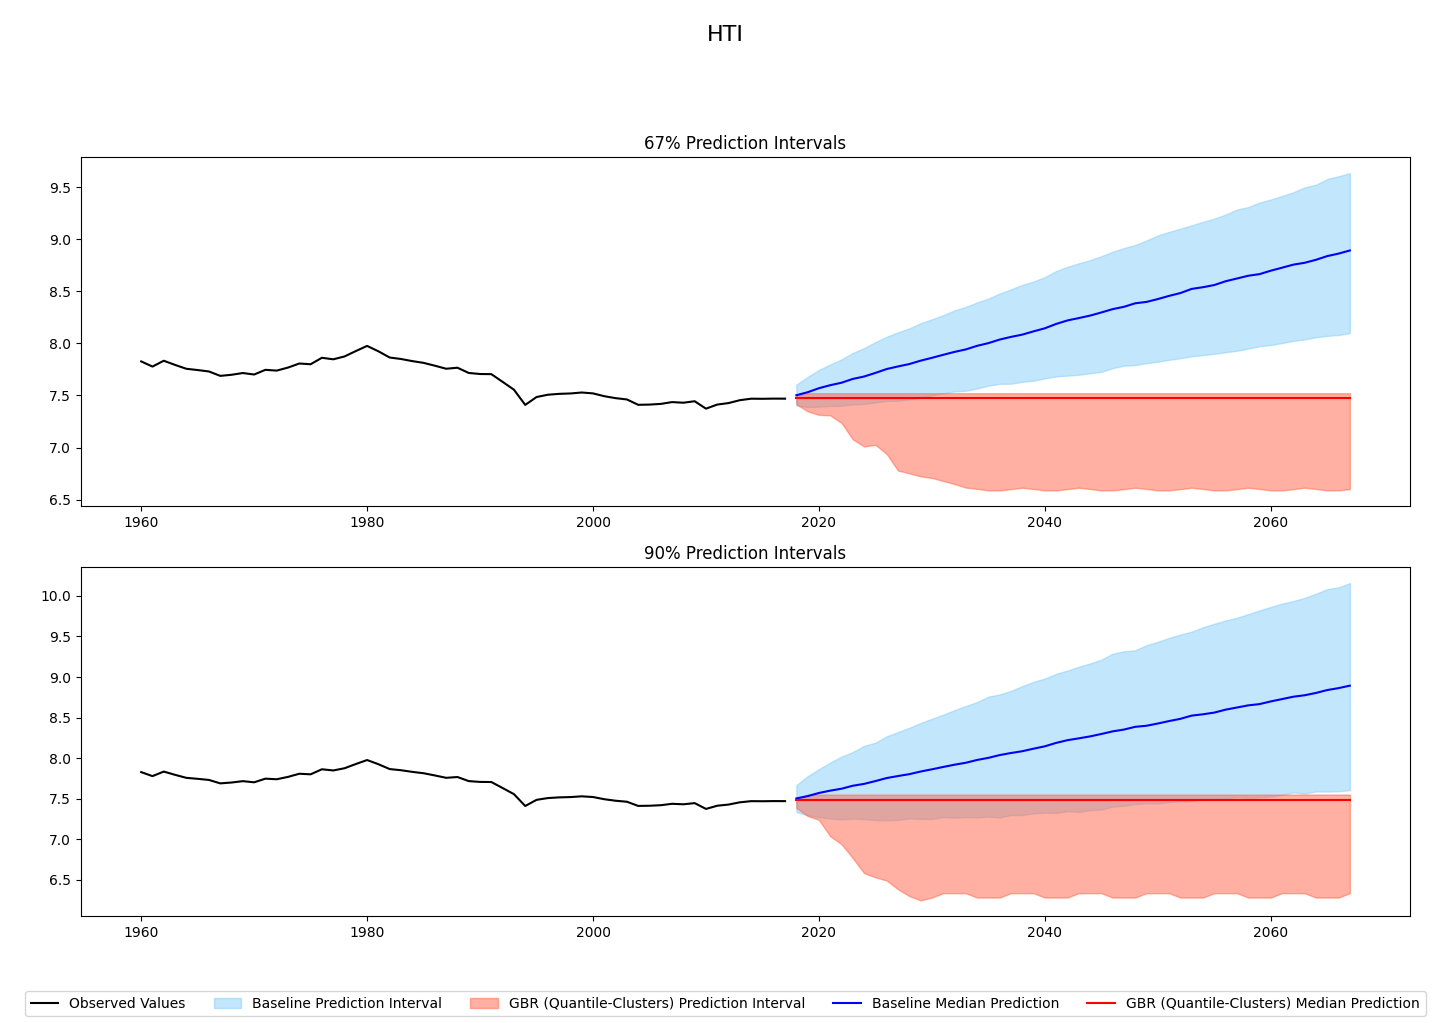 HTI
67% Prediction Intervals
9.5
9.0
8.5
8.0
7.5
7.0
6.5
1960 1980 2000 2020 2040 2060
90% Prediction Intervals
10.0
9.5
9.0
8.5
8.0
7.5
7.0
6.5
1960 1980 2000 2020 2040 2060
Observed Values Baseline Prediction Interval GBR (Quantile-Clusters) Prediction Interval Baseline Median Prediction GBR (Quantile-Clusters) Median Prediction